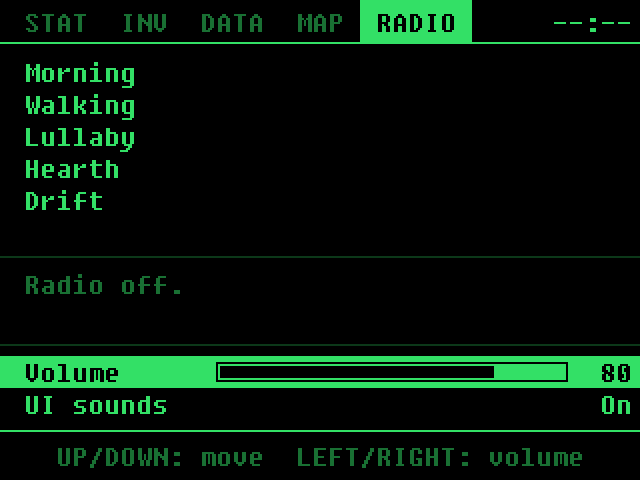 STAT INV DATA MAP RADIO --:--
Morning
Walking
Lullaby
Hearth
Drift
Radio off.
Volume 80
UI sounds On
UP/DOWN: move LEFT/RIGHT: volume